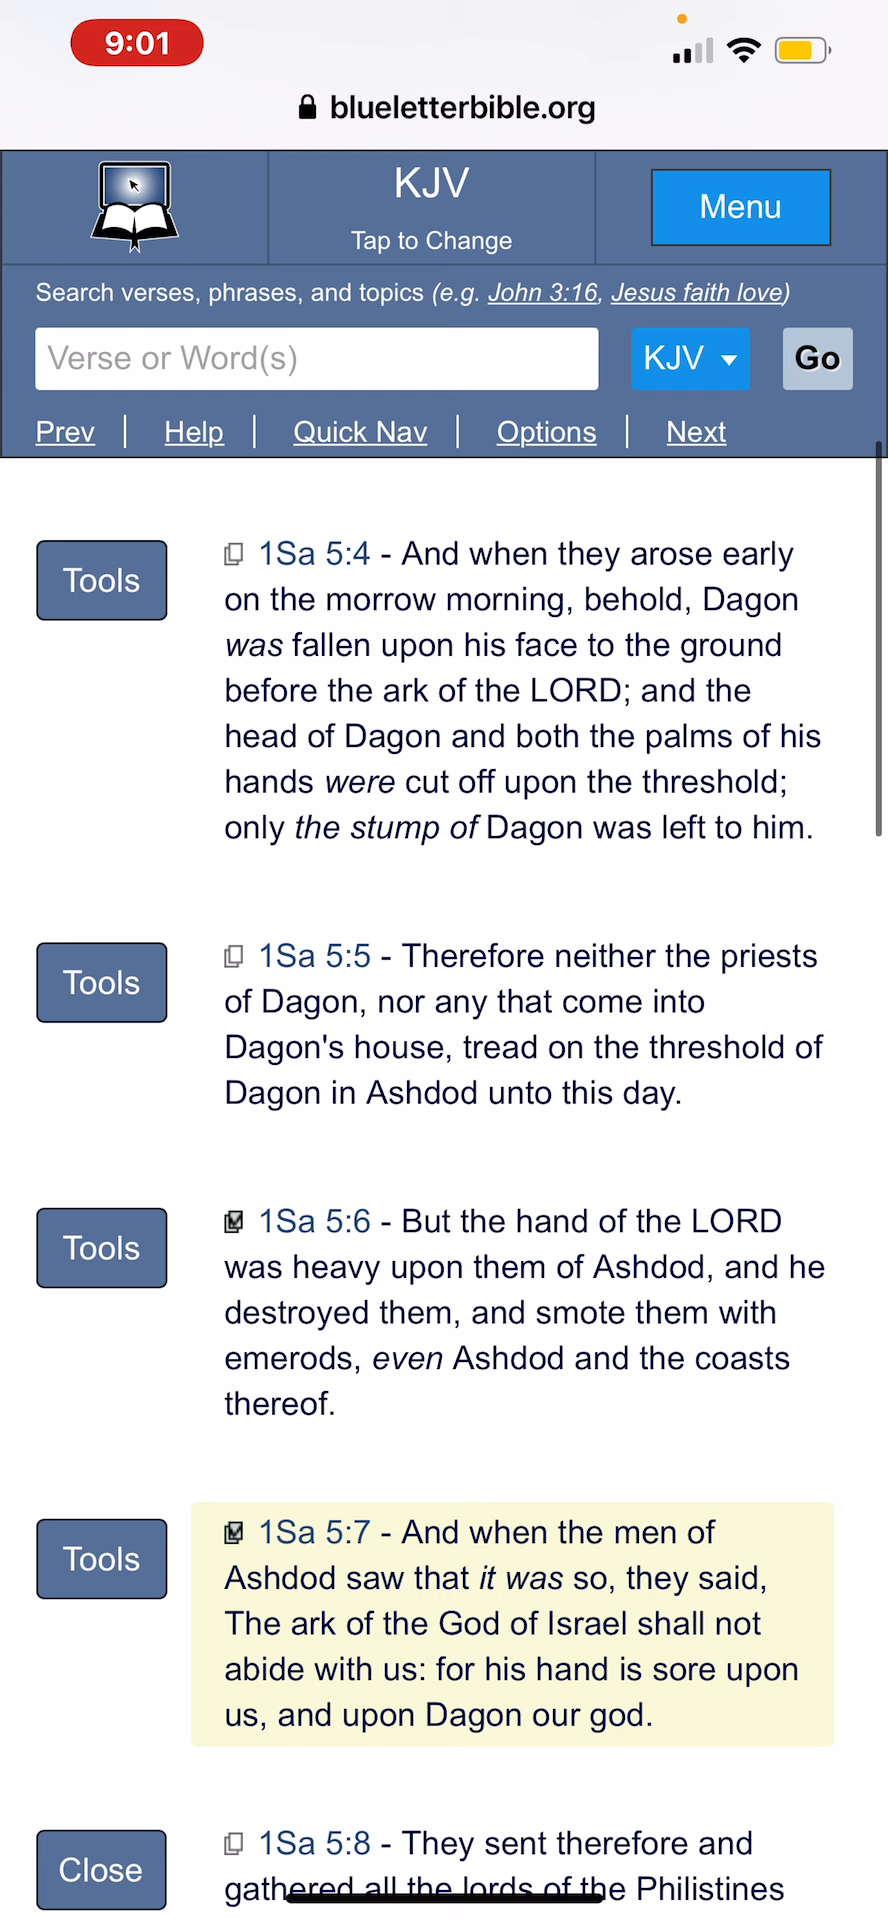 9:01
blueletterbible.org
KJV
Tap to Change
Menu
Search verses, phrases, and topics (e.g. John 3:16, Jesus faith love)
Verse or Word(s)
KJV
Go
Prev | Help | Quick Nav | Options | Next
Tools
1Sa 5:4 - And when they arose early
on the morrow morning, behold, Dagon
was fallen upon his face to the ground
before the ark of the LORD; and the
head of Dagon and both the palms of his
hands were cut off upon the threshold;
only the stump of Dagon was left to him.
Tools
1Sa 5:5 - Therefore neither the priests
of Dagon, nor any that come into
Dagon's house, tread on the threshold of
Dagon in Ashdod unto this day.
Tools
1Sa 5:6 - But the hand of the LORD
was heavy upon them of Ashdod, and he
destroyed them, and smote them with
emerods, even Ashdod and the coasts
thereof.
Tools
1Sa 5:7 - And when the men of
Ashdod saw that it was so, they said,
The ark of the God of Israel shall not
abide with us: for his hand is sore upon
us, and upon Dagon our god.
Close
1Sa 5:8 - They sent therefore and
gathered all the lords of the Philistines